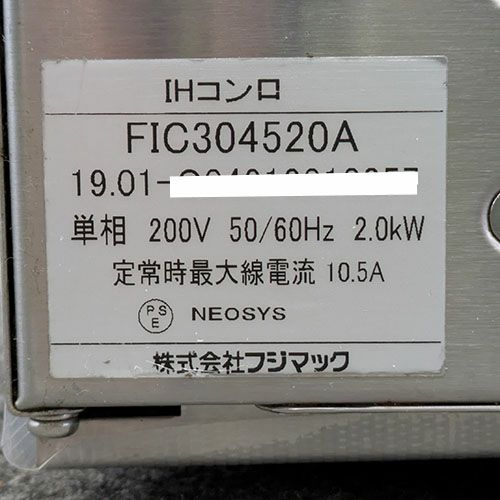 IHコンロ
FIC304520A
19.01-
単相 200V 50/60Hz 2.0kW
定常時最大線電流 10.5A
PSE NEOSYS
株式会社フジマック